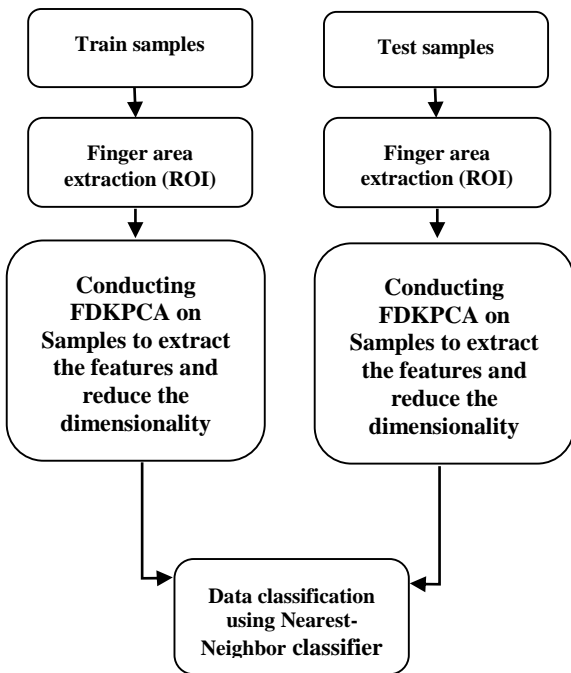 Train samples
Test samples
Finger area
extraction (ROI)
Finger area
extraction (ROI)
Conducting
FDKPCA on
Samples to extract
the features and
reduce the
dimensionality
Conducting
FDKPCA on
Samples to extract
the features and
reduce the
dimensionality
Data classification
using Nearest-
Neighbor classifier